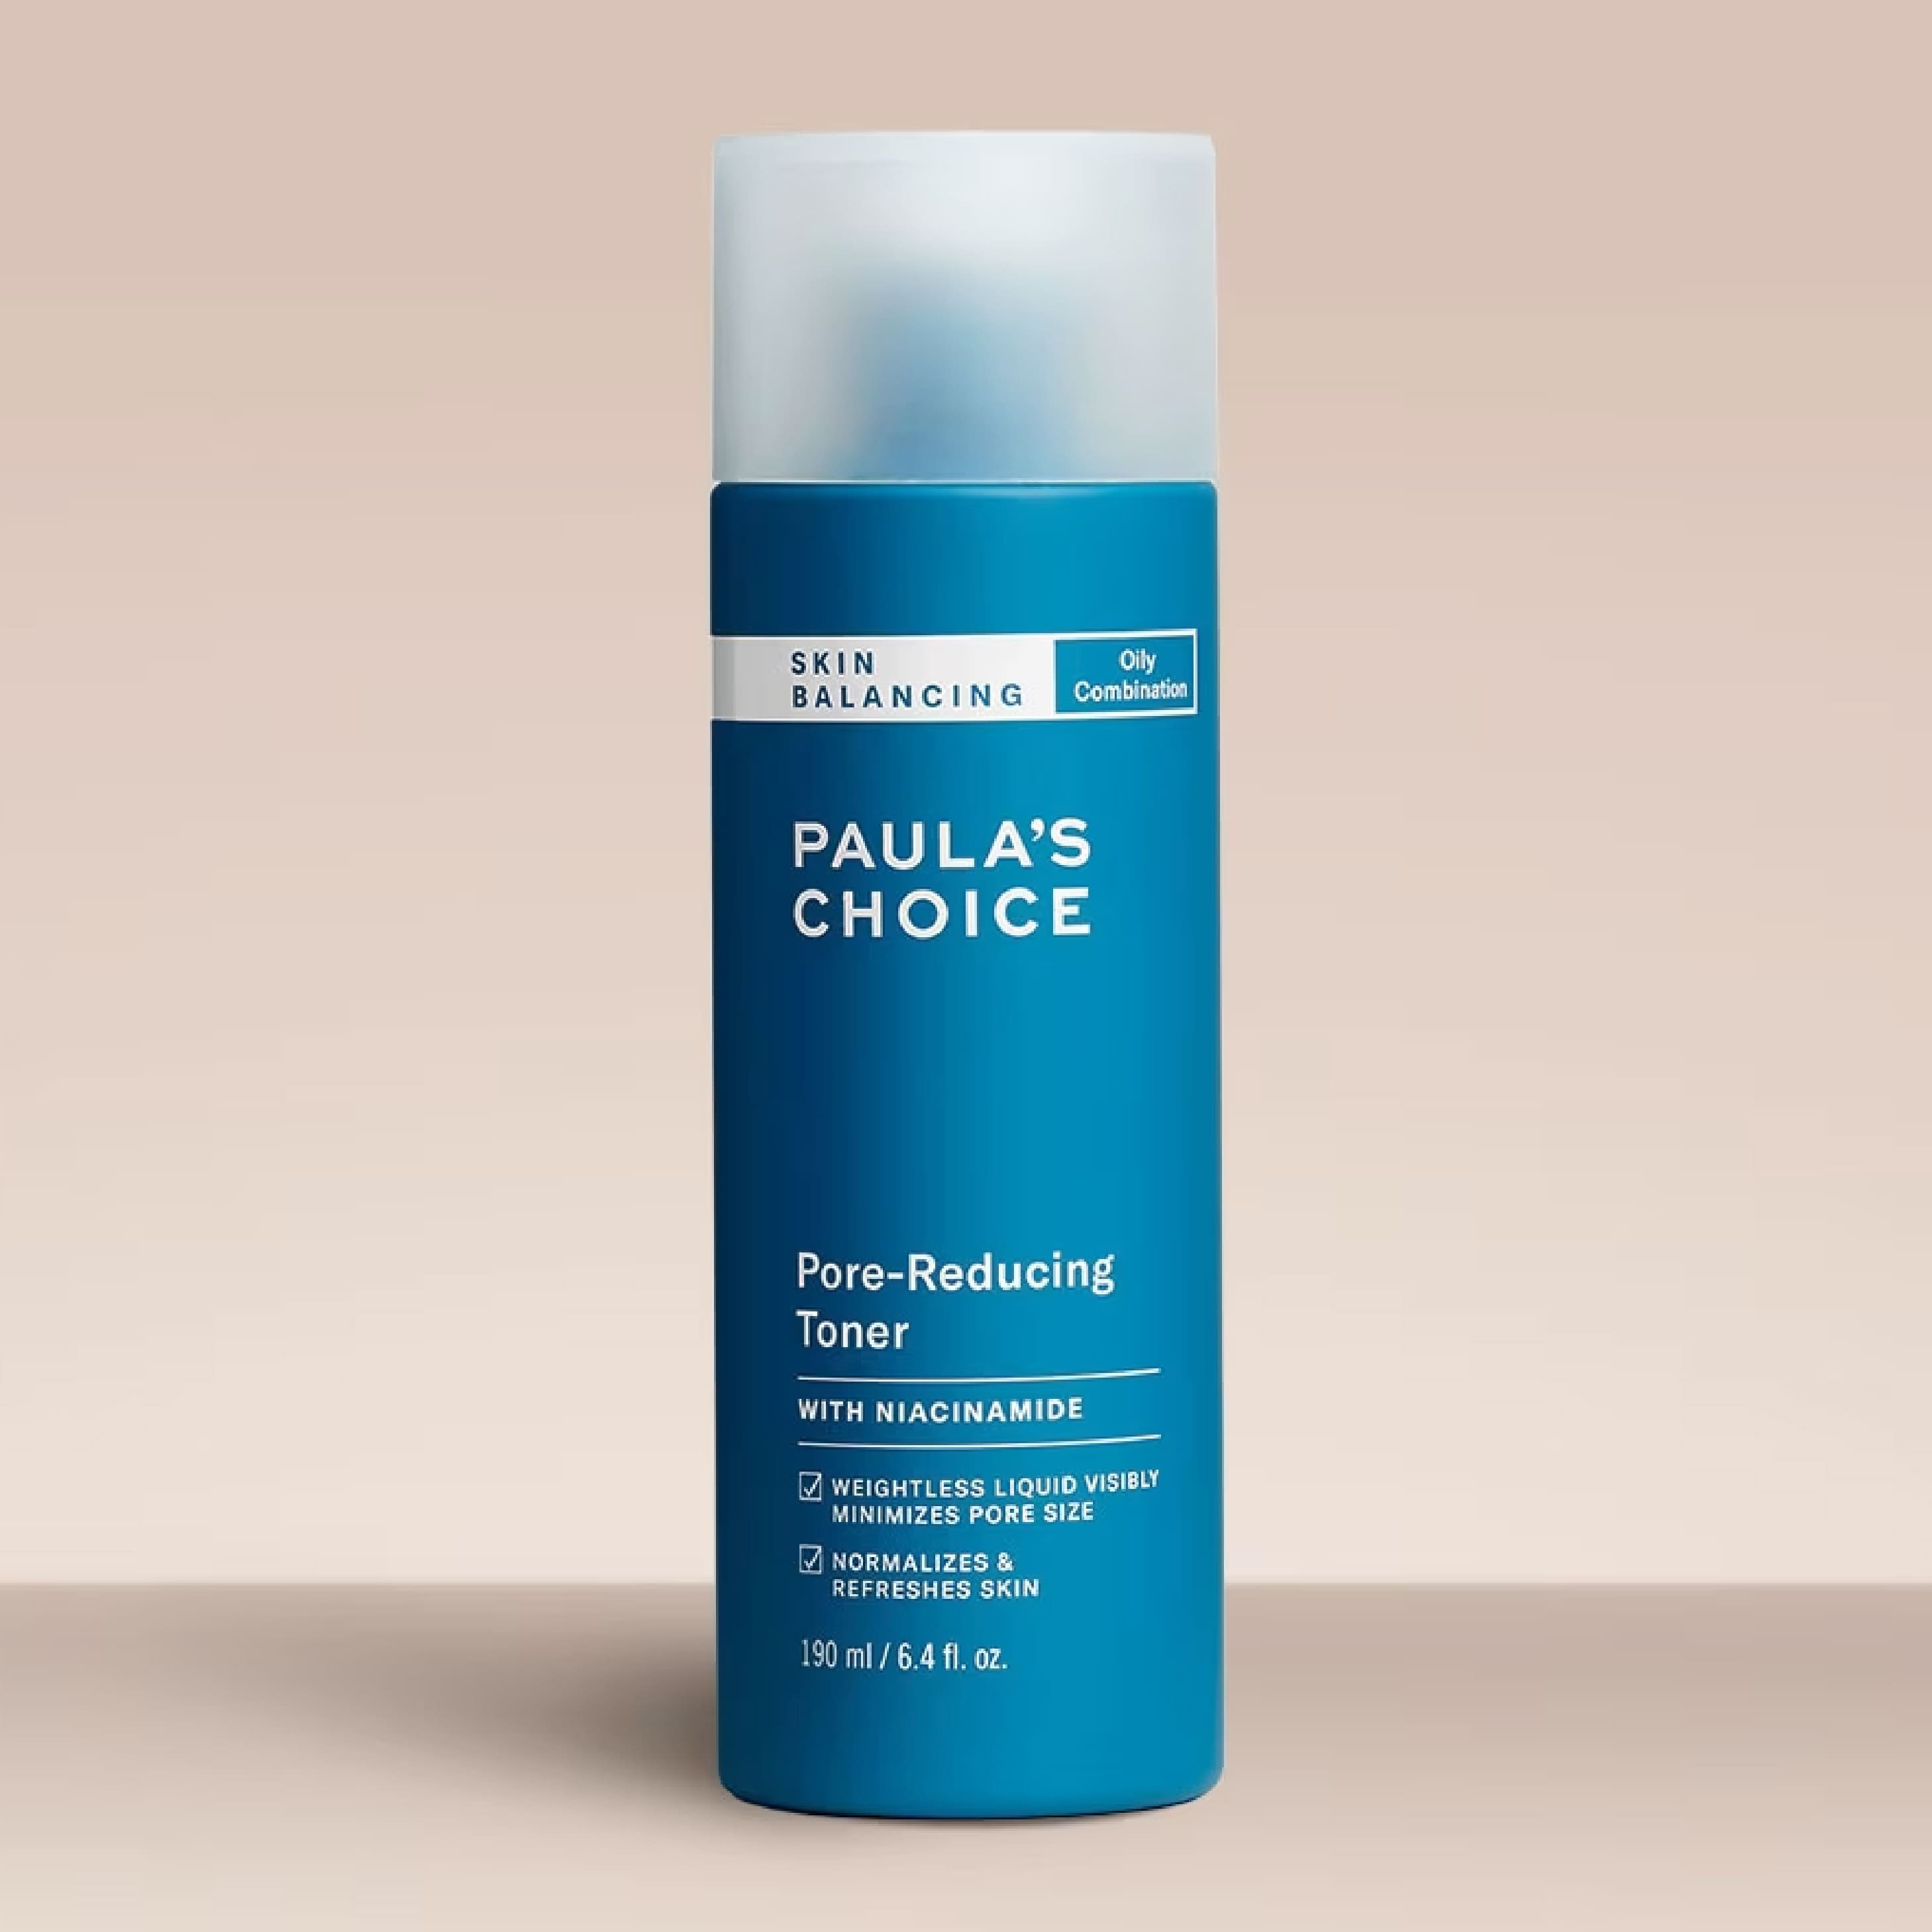 SKIN
BALANCING
Oily
Combination
PAULA'S
CHOICE
Pore-Reducing
Toner
WITH NIACINAMIDE
WEIGHTLESS LIQUID VISIBLY
MINIMIZES PORE SIZE
NORMALIZES &
REFRESHES SKIN
190 ml / 6.4 fl. oz.